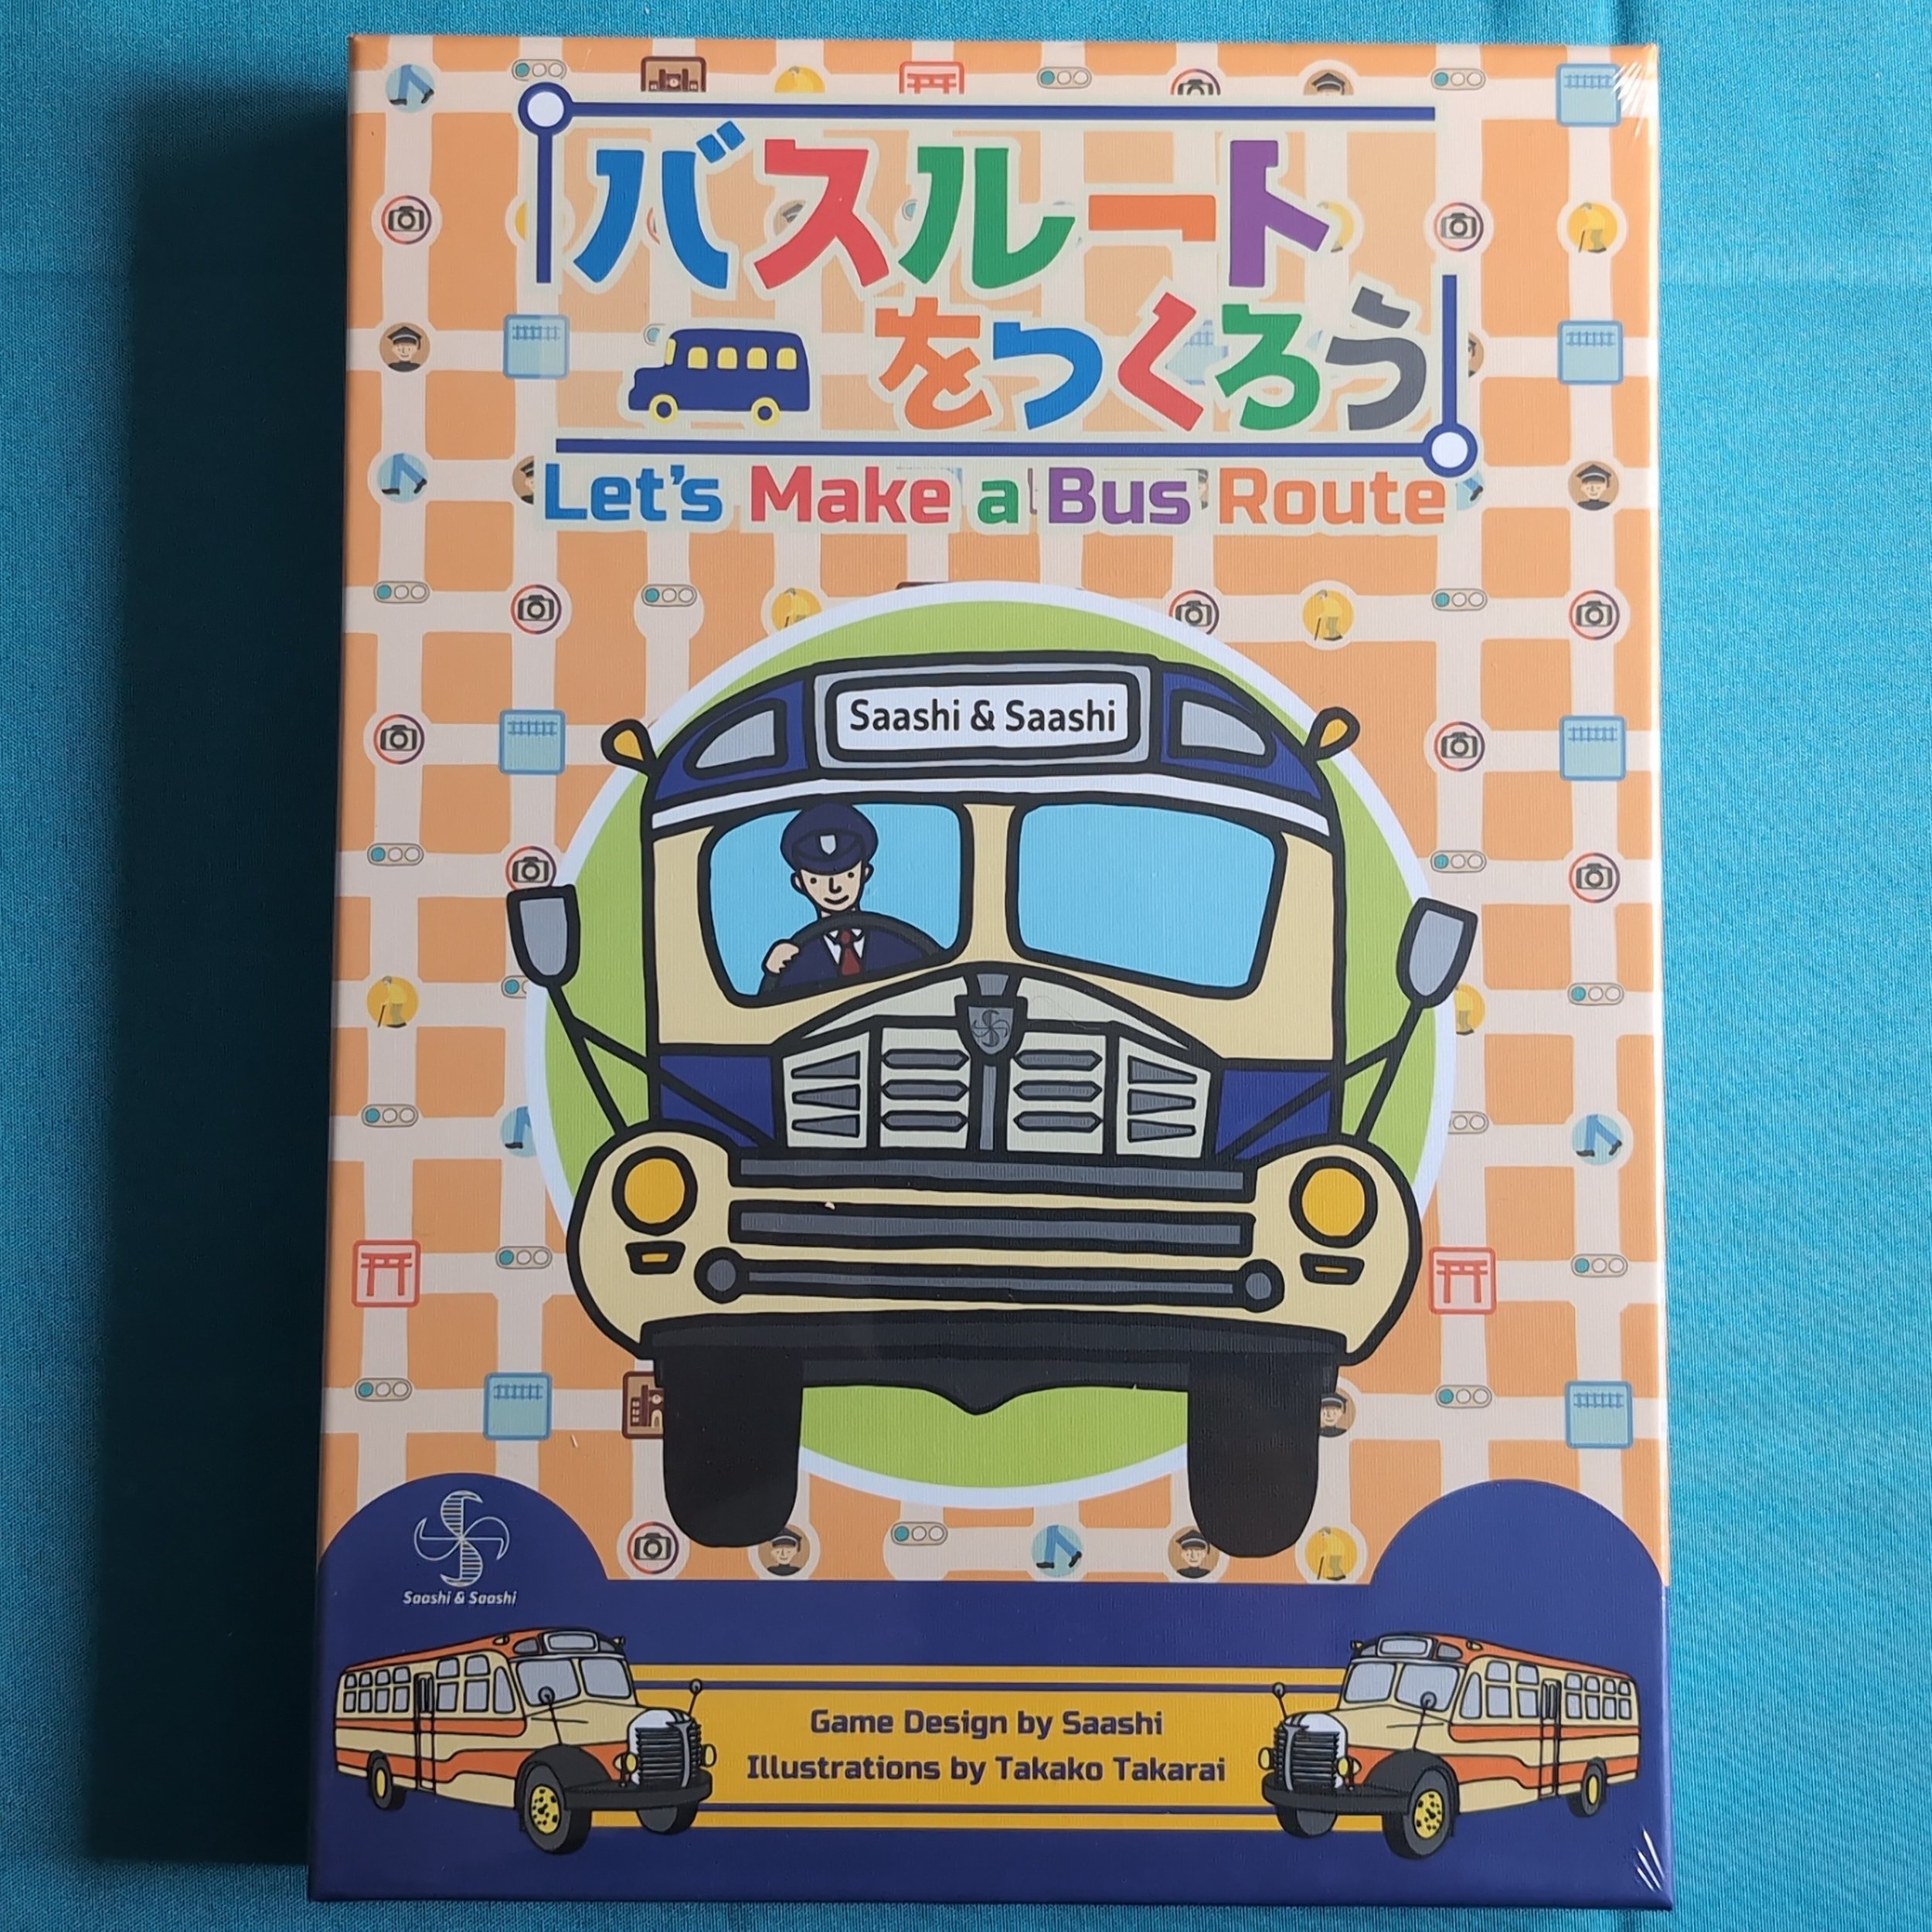 バスルート
をつくろう
Let's Make a Bus Route
Saashi & Saashi
Saashi & Saashi
Game Design by Saashi
Illustrations by Takako Takarai